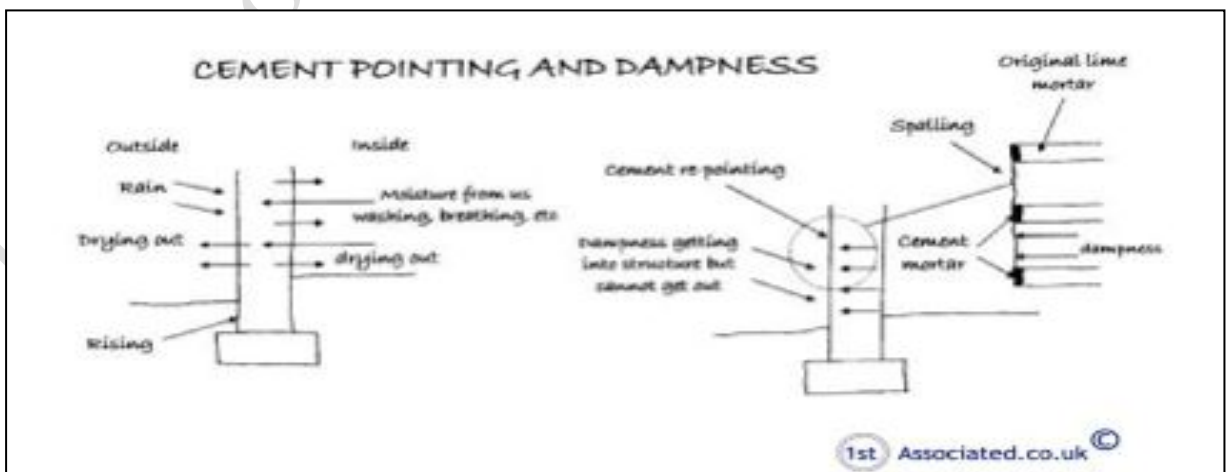 CEMENT POINTING AND DAMPNESS
Outside
Inside
Rain
Moisture from us
washing, breathing, etc
Drying out
drying out
Rising
Original lime
mortar
Spalling
Cement re pointing
Dampness getting
into structure but
cannot get out
Cement
mortar
dampness
1st Associated.co.uk ©